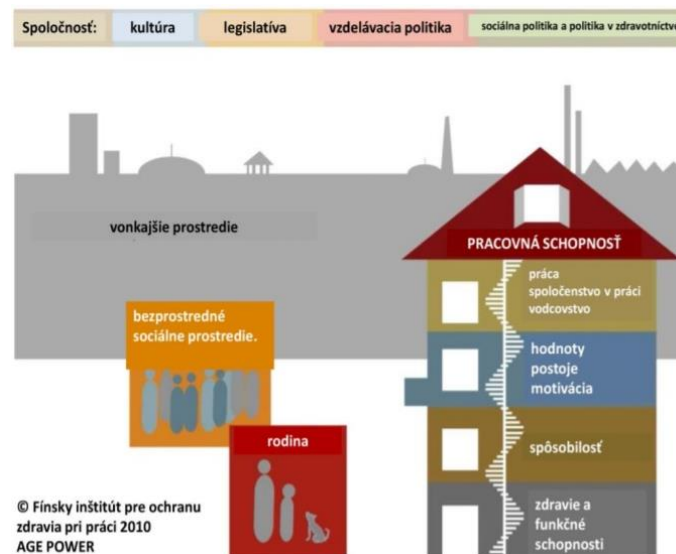 Spoločnosť: kultúra legislatíva vzdelávacia politika sociálna politika a politika v zdravotníctve
vonkajšie prostredie
PRACOVNÁ SCHOPNOSŤ
práca
spoločenstvo v práci
vodcovstvo
bezprostredné
sociálne prostredie.
hodnoty
postoje
motivácia
rodina
spôsobilosť
© Fínsky inštitút pre ochranu
zdravia pri práci 2010
AGE POWER
zdravie a
funkčné
schopnosti